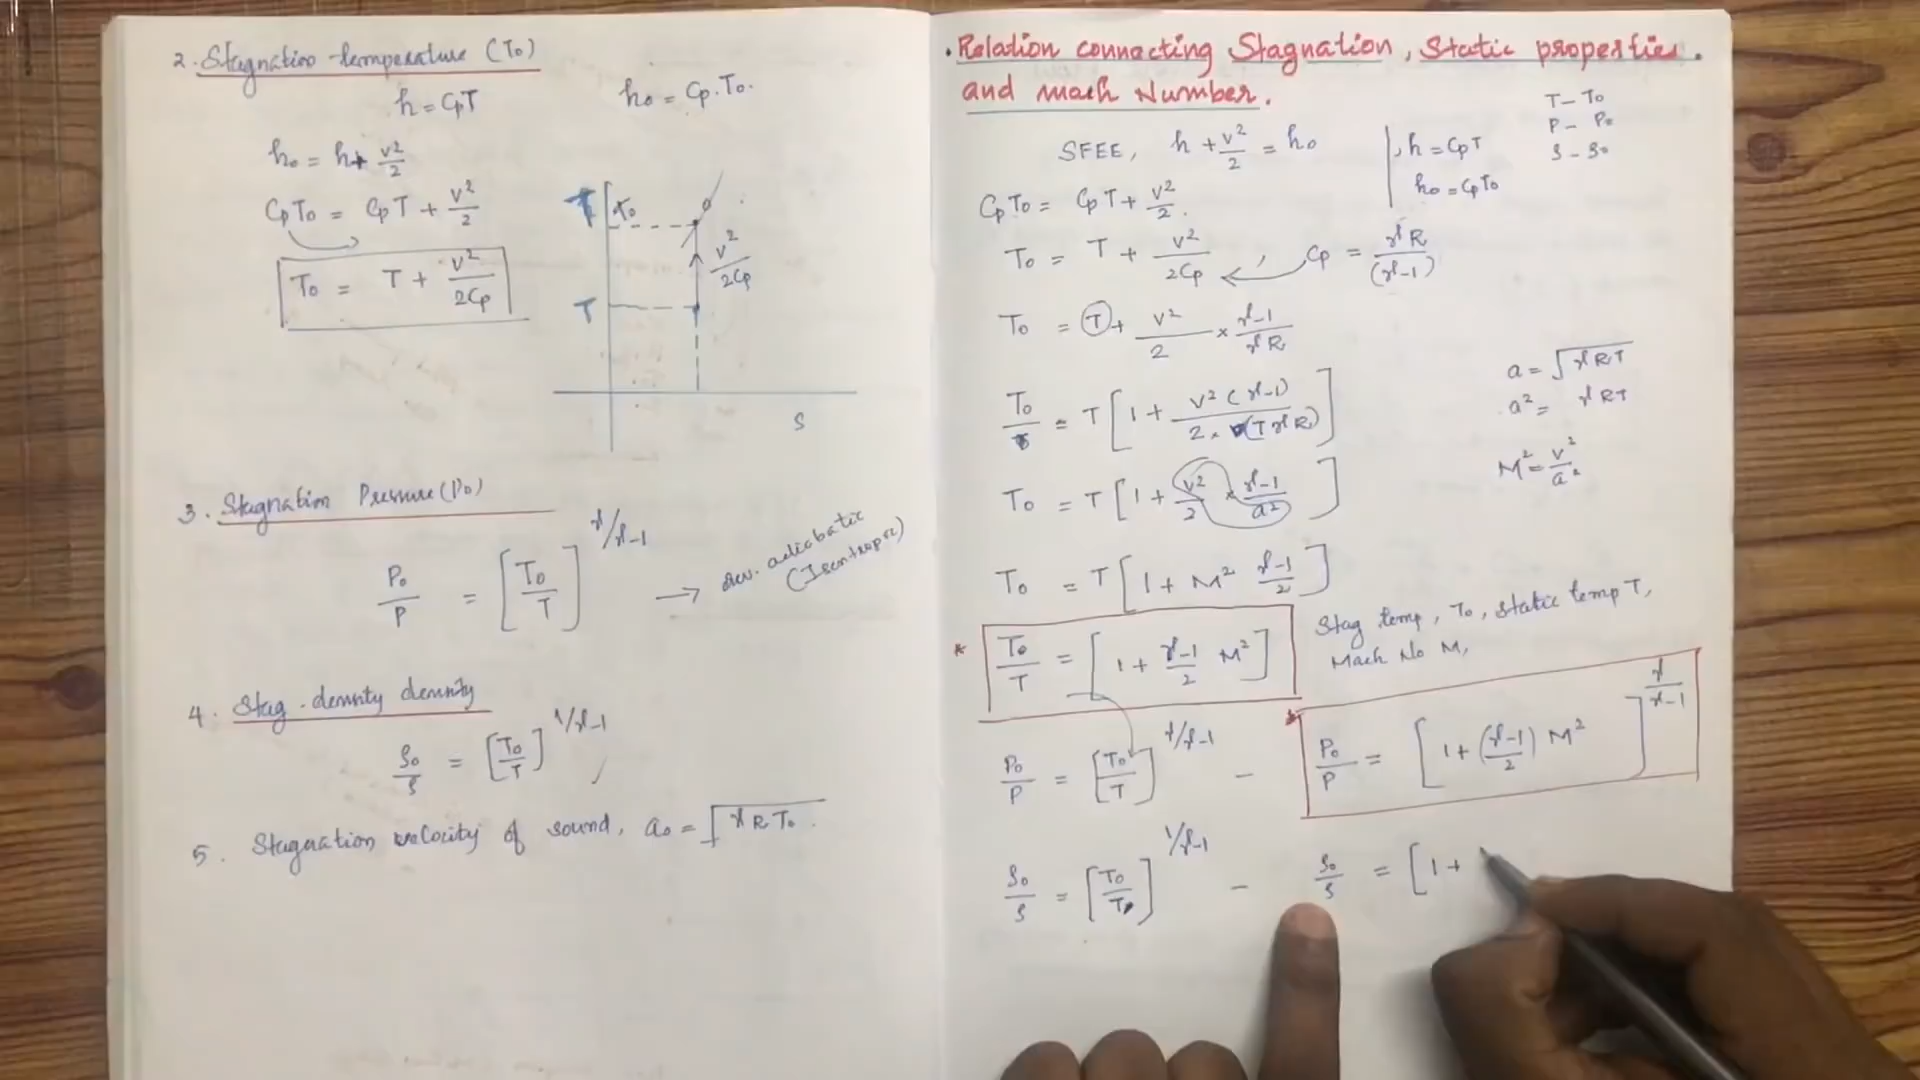 2. Stagnation temperature (T₀)
h = CpT
h₀ = Cp.T₀.
h₀ = h + V²/2
CpT₀ = CpT + V²/2
T₀ = T + V²/2Cp
T T₀ 0
V²/2Cp
T
S
3. Stagnation Pressure (P₀)
P₀/P = [T₀/T]^γ/γ-1 → rev. adiabatic
(Isentropic)
4. Stag. density density
ρ₀/ρ = [T₀/T]^1/γ-1
5. Stagnation velocity of sound, a₀ = √γRT₀.
. Relation connecting Stagnation, Static properties.
and mach Number.
T – T₀
P – P₀
ρ – ρ₀
SFEE, h + V²/2 = h₀ | , h = CpT
h₀ = CpT₀
CpT₀ = CpT + V²/2.
T₀ = T + V²/2Cp , Cp = γR/(γ-1)
T₀ = T + V²/2 × γ-1/γR
a = √γRT
a² = γRT
M² = V²/a²
= T[1 + V²(γ-1)/2×(TγR)]
T₀ = T[1 + V²/2 × γ-1/a²]
T₀ = T[1 + M² γ-1/2]
* T₀/T = [1 + γ-1/2 M²]
Stag temp, T₀, static temp T,
Mach No M,
P₀/P = [T₀/T]^γ/γ-1 – P₀/P = [1 + (γ-1/2) M²]^γ/γ-1
ρ₀/ρ = [T₀/T]^1/γ-1 – ρ₀/ρ = [1 +